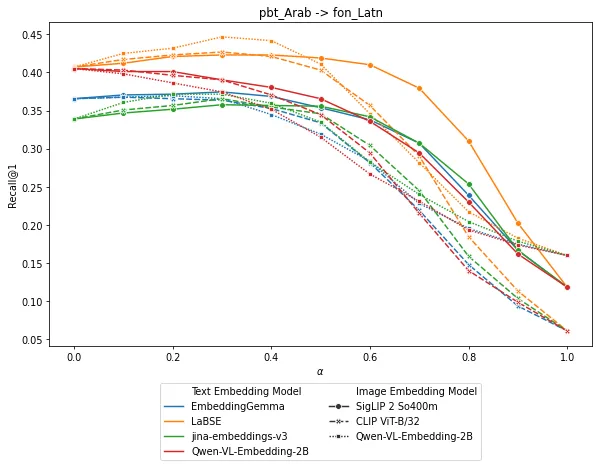 pbt_Arab -> fon_Latn
Recall@1
0.45
0.40
0.35
0.30
0.25
0.20
0.15
0.10
0.05
0.0 0.2 0.4 0.6 0.8 1.0
α
Text Embedding Model
EmbeddingGemma
LaBSE
jina-embeddings-v3
Qwen-VL-Embedding-2B
Image Embedding Model
SigLIP 2 So400m
CLIP ViT-B/32
Qwen-VL-Embedding-2B